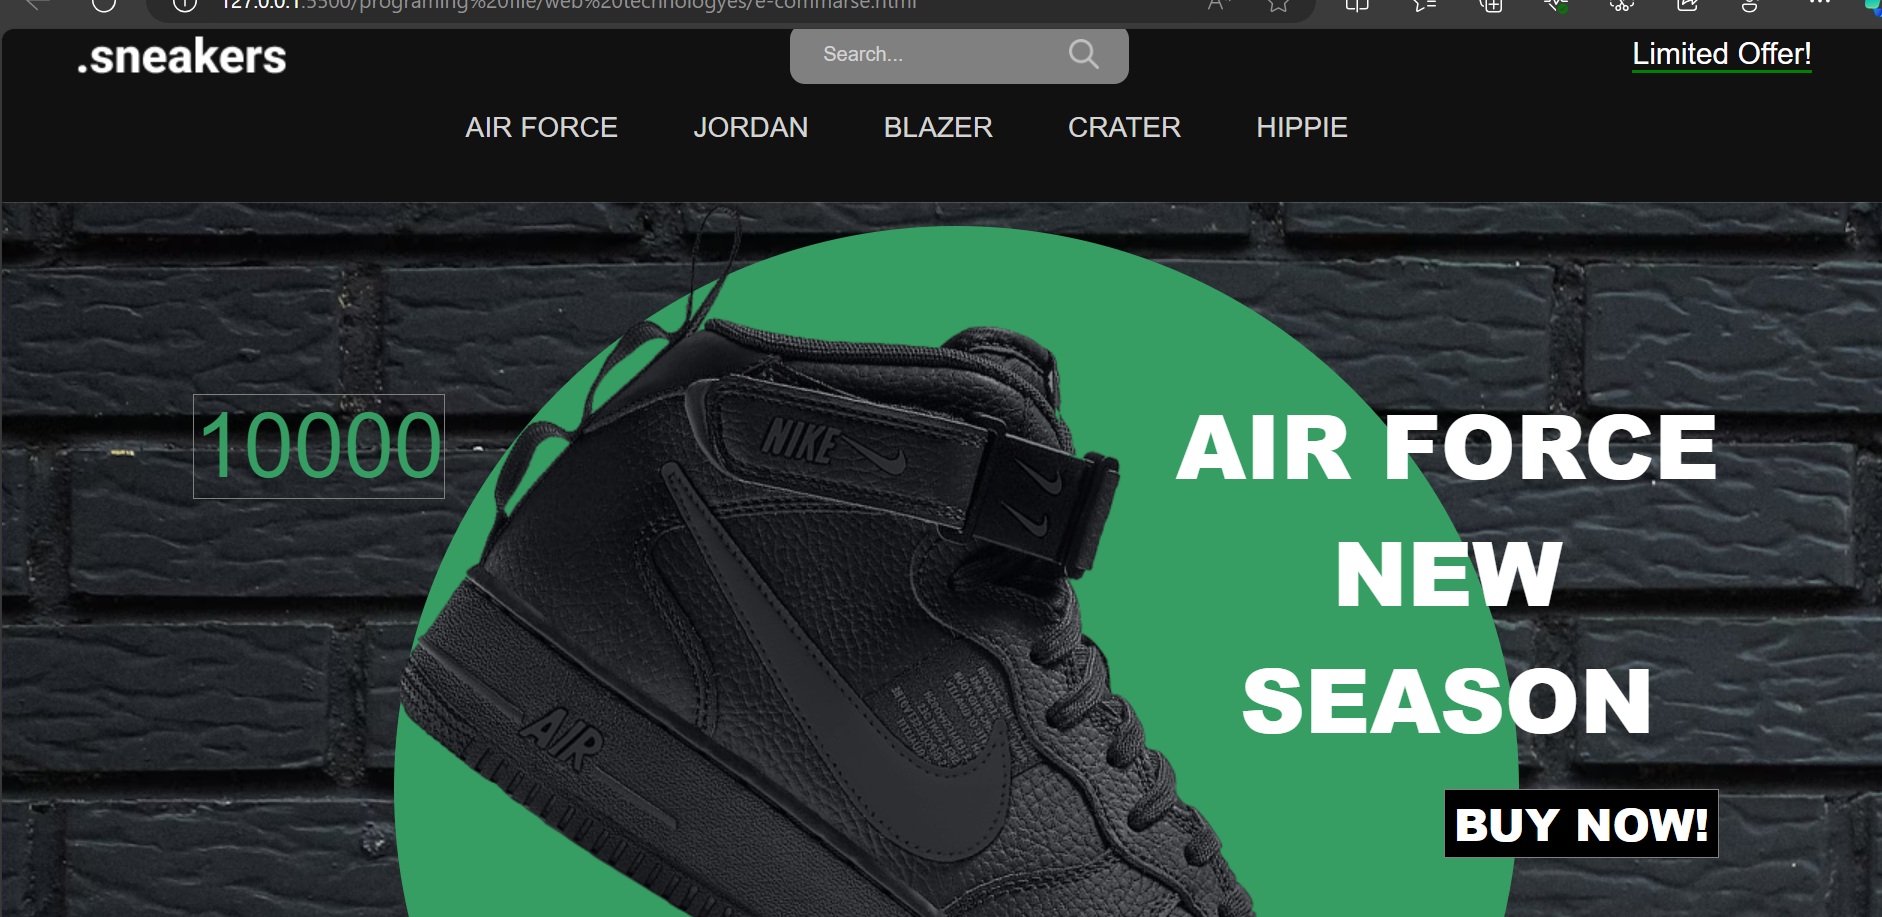 127.0.0.1:5500/programing%20file/web%20technologyes/e-commarse.html
.sneakers
Search...
Limited Offer!
AIR FORCE JORDAN BLAZER CRATER HIPPIE
10000
NIKE
AIR FORCE
NEW
SEASON
AIR
BUY NOW!